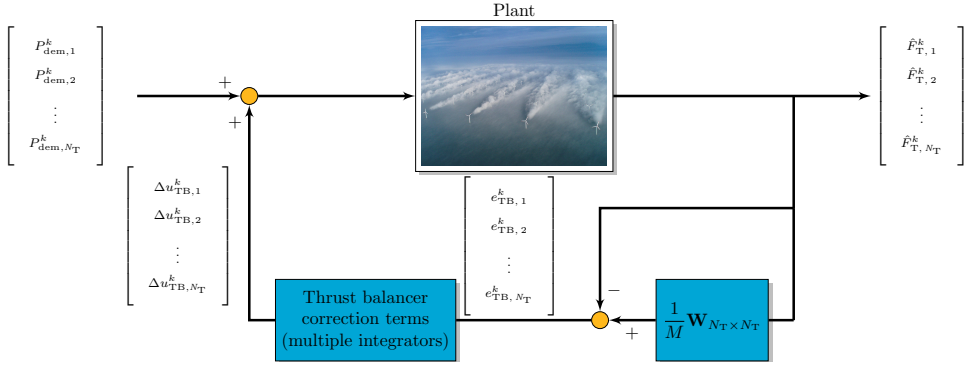 Plant
P^k_{dem,1}
P^k_{dem,2}
⋮
P^k_{dem,N_T}
+
+
F̂^k_{T,1}
F̂^k_{T,2}
⋮
F̂^k_{T,N_T}
Δu^k_{TB,1}
Δu^k_{TB,2}
⋮
Δu^k_{TB,N_T}
e^k_{TB,1}
e^k_{TB,2}
⋮
e^k_{TB,N_T}
Thrust balancer
correction terms
(multiple integrators)
−
+
1/M W_{N_T×N_T}